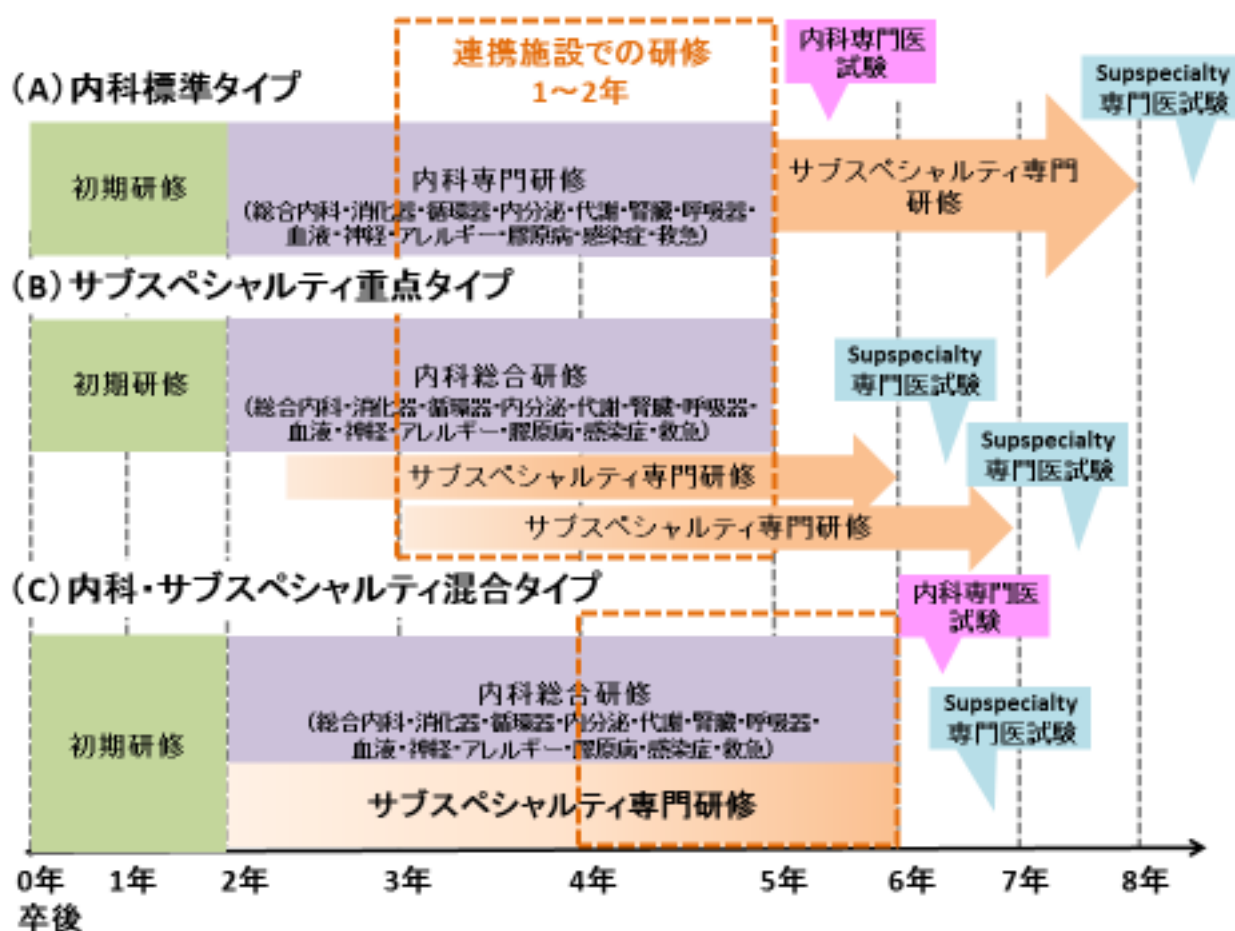 連携施設での研修
1～2年
内科専門医
試験
Supspecialty
専門医試験
(A)内科標準タイプ
初期研修
内科専門研修
(総合内科・消化器・循環器・内分泌・代謝・腎臓・呼吸器・
血液・神経・アレルギー・膠原病・感染症・救急)
サブスペシャルティ専門
研修
(B)サブスペシャルティ重点タイプ
初期研修
内科総合研修
(総合内科・消化器・循環器・内分泌・代謝・腎臓・呼吸器・
血液・神経・アレルギー・膠原病・感染症・救急)
Supspecialty
専門医試験
Supspecialty
専門医試験
サブスペシャルティ専門研修
サブスペシャルティ専門研修
(C)内科・サブスペシャルティ混合タイプ
内科専門医
試験
初期研修
内科総合研修
(総合内科・消化器・循環器・内分泌・代謝・腎臓・呼吸器・
血液・神経・アレルギー・膠原病・感染症・救急)
Supspecialty
専門医試験
サブスペシャルティ専門研修
0年 1年 2年 3年 4年 5年 6年 7年 8年
卒後